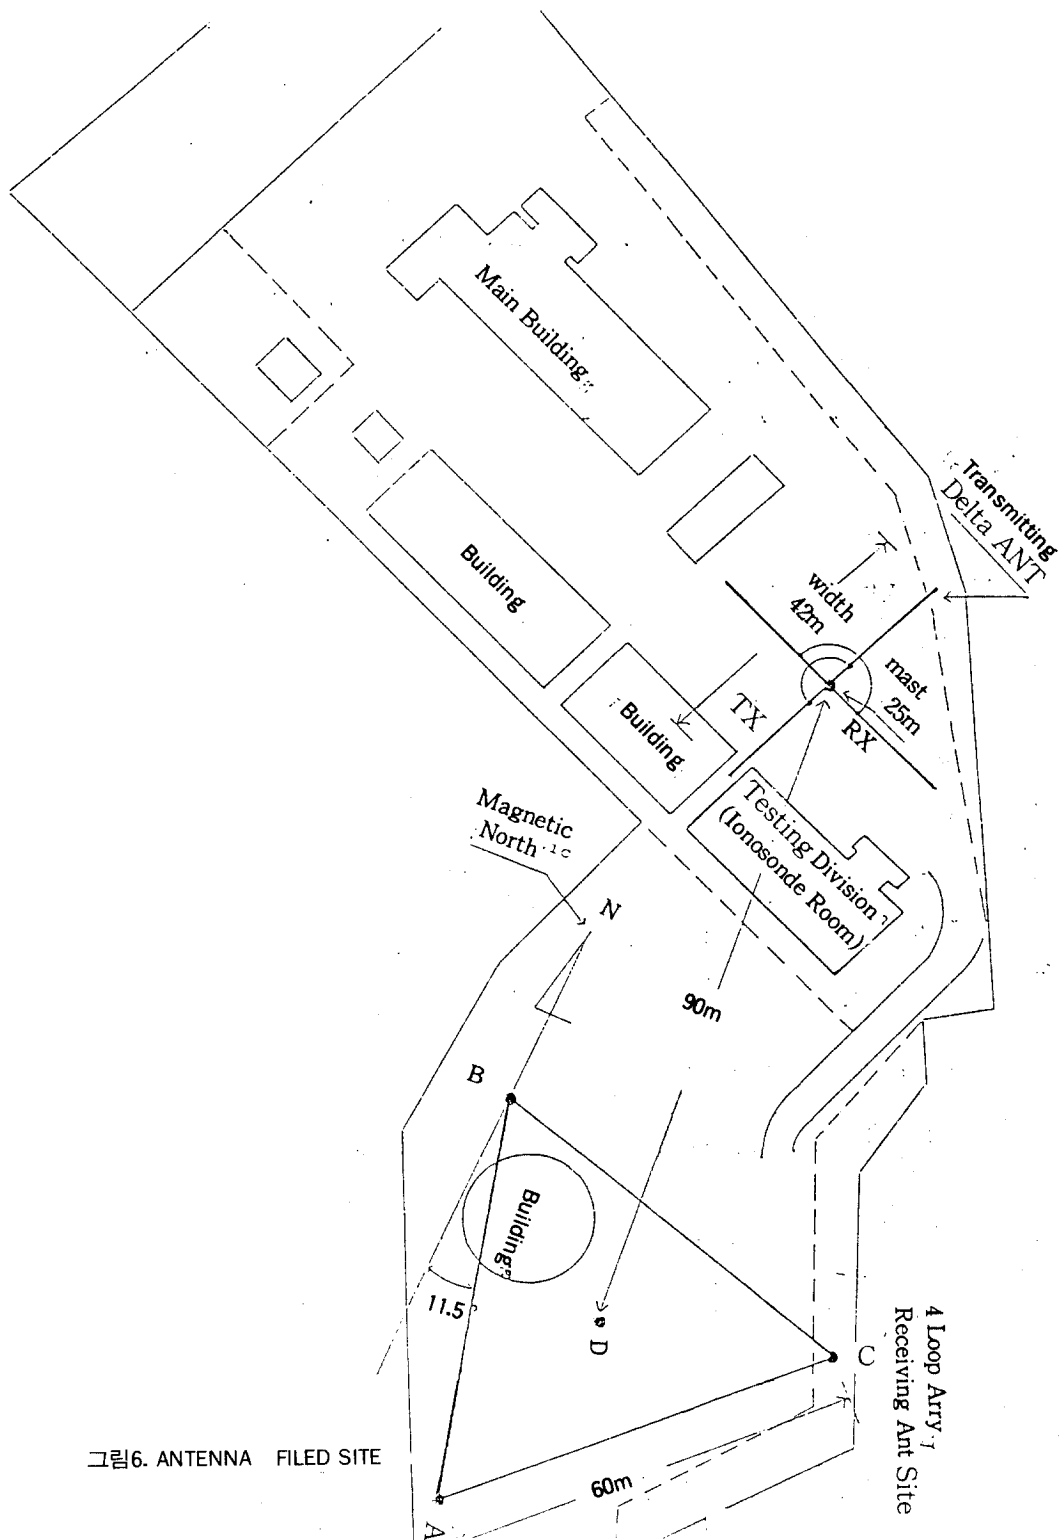 Main Building
Transmitting
Delta ANT
Building
width
42m
mast
25m
TX
RX
Building
Testing Division
(Ionosonde Room)
Magnetic
North
N
90m
B
Building
11.5°
D
C
4 Loop Arry
Receiving Ant Site
60m
A
그림6. ANTENNA FILED SITE